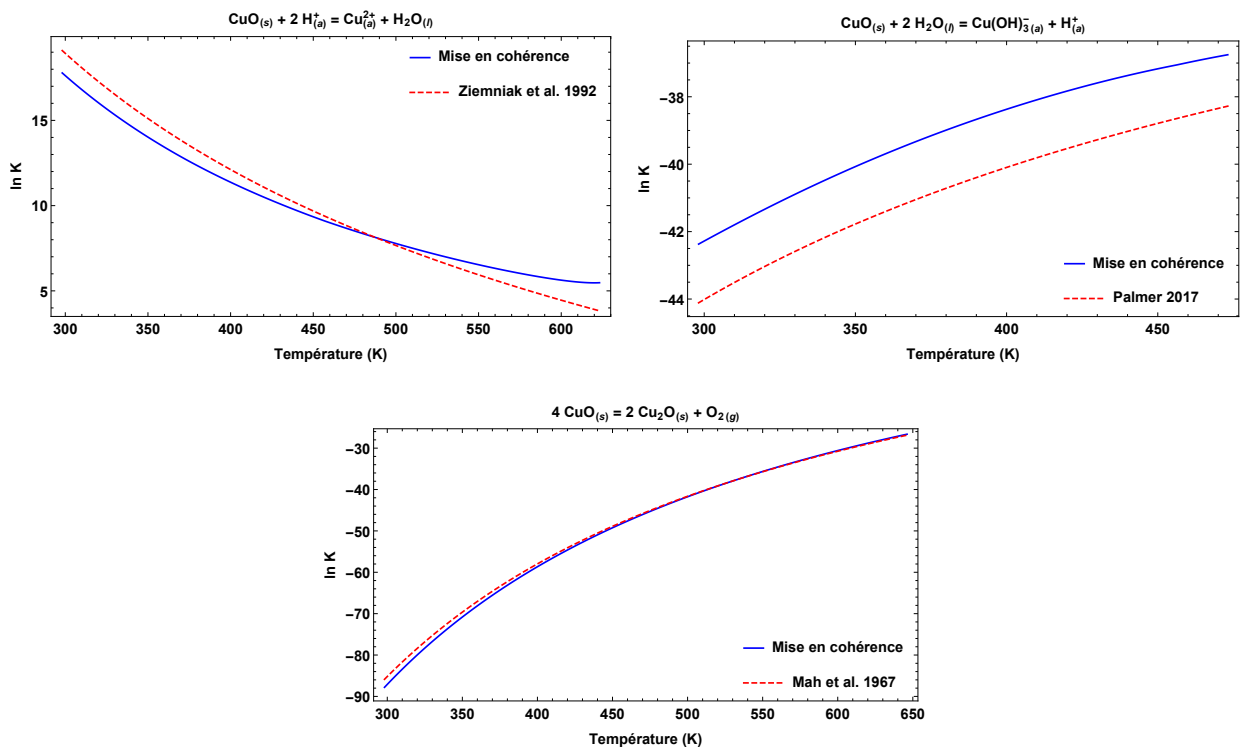 CuO(s) + 2 H⁺(a) = Cu²⁺(a) + H₂O(l)
Mise en cohérence
Ziemniak et al. 1992
15
10
5
ln K
300 350 400 450 500 550 600
Température (K)
CuO(s) + 2 H₂O(l) = Cu(OH)₃⁻(a) + H⁺(a)
−38
−40
−42
−44
ln K
Mise en cohérence
Palmer 2017
300 350 400 450
Température (K)
4 CuO(s) = 2 Cu₂O(s) + O₂(g)
−30
−40
−50
−60
−70
−80
−90
ln K
Mise en cohérence
Mah et al. 1967
300 350 400 450 500 550 600 650
Température (K)